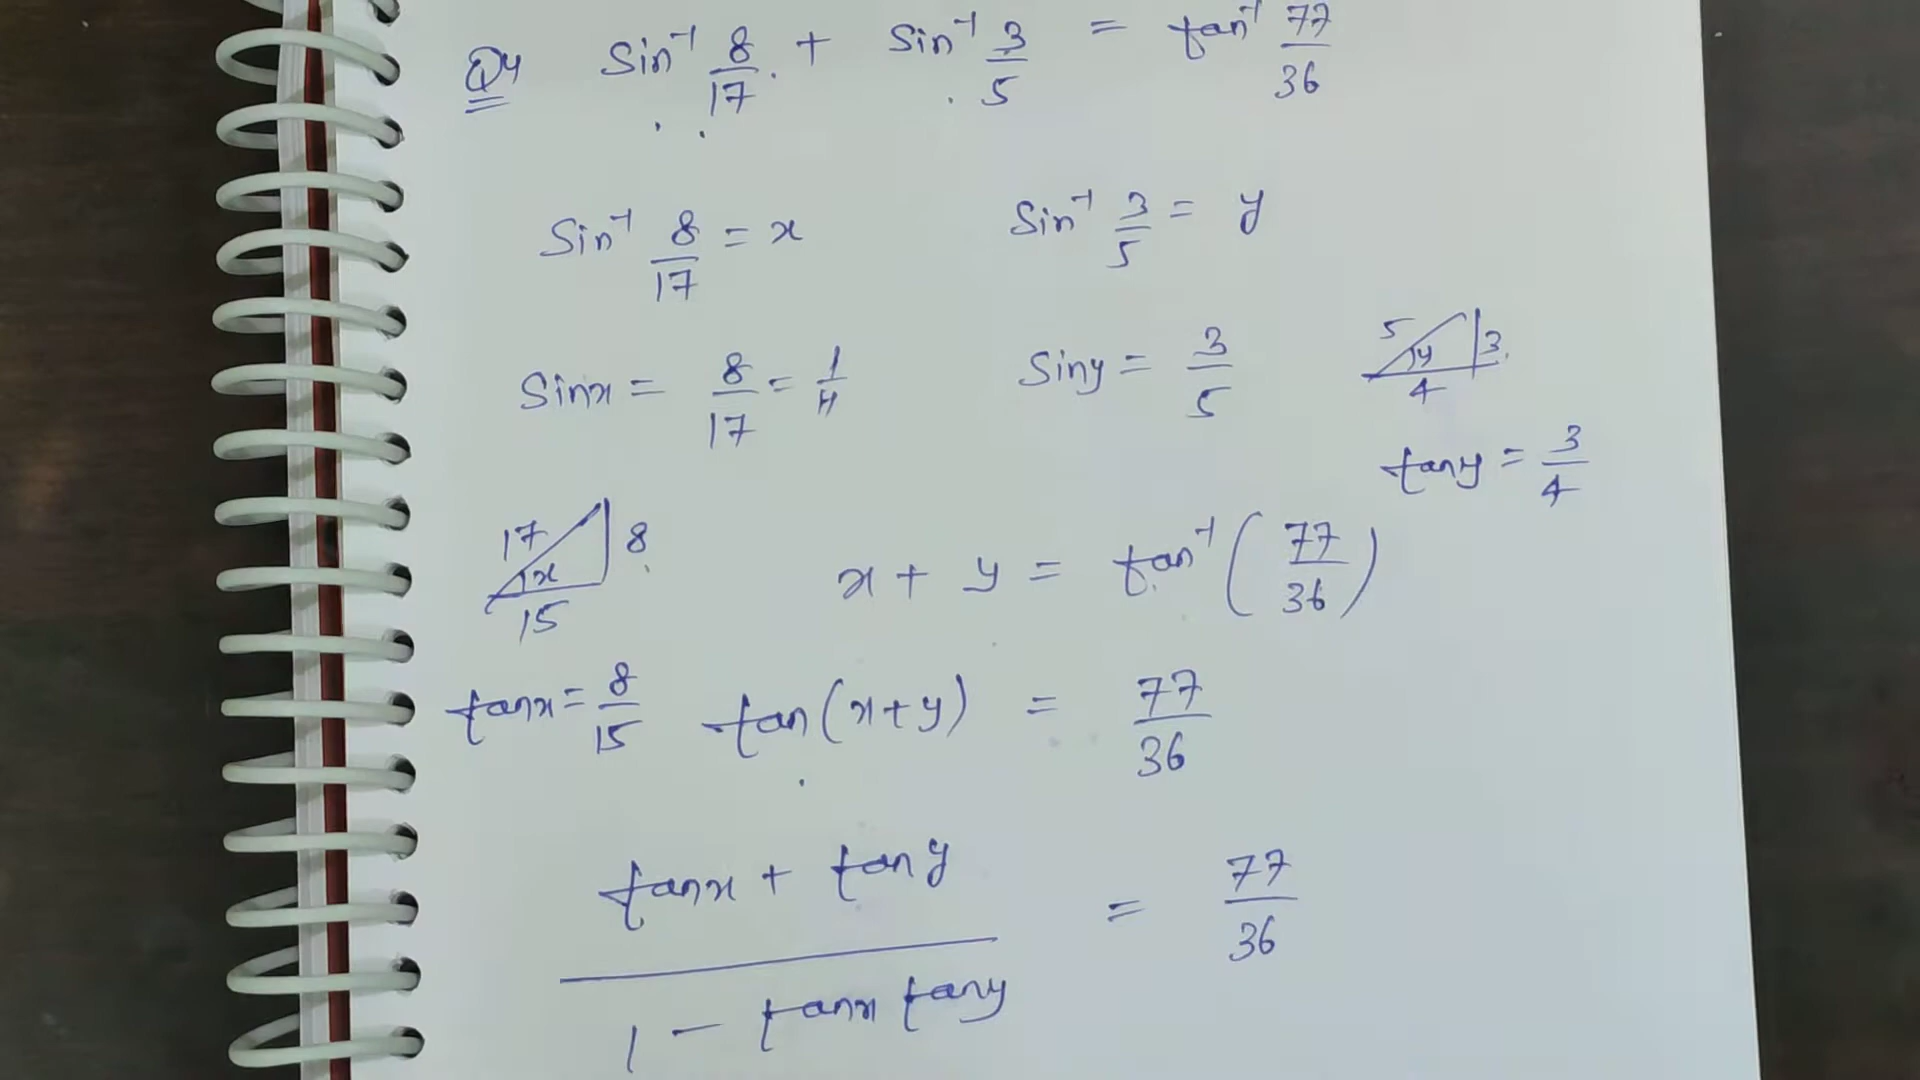 Q4 Sin⁻¹ 8/17 + Sin⁻¹ 3/5 = tan⁻¹ 77/36
Sin⁻¹ 8/17 = x
Sin⁻¹ 3/5 = y
Sinx = 8/17 =
Siny = 3/5
5 3 y 4
tany = 3/4
17 8 x 15
x + y = tan⁻¹ (77/36)
tanx = 8/15
tan(x+y) = 77/36
tanx + tany / 1 - tanx tany = 77/36